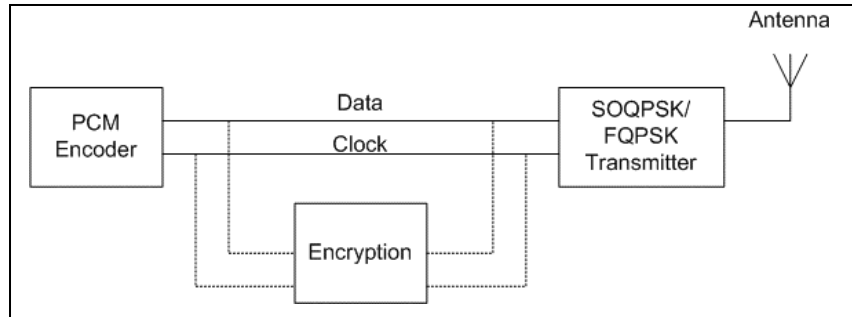 Antenna
PCM
Encoder
Data
Clock
SOQPSK/
FQPSK
Transmitter
Encryption